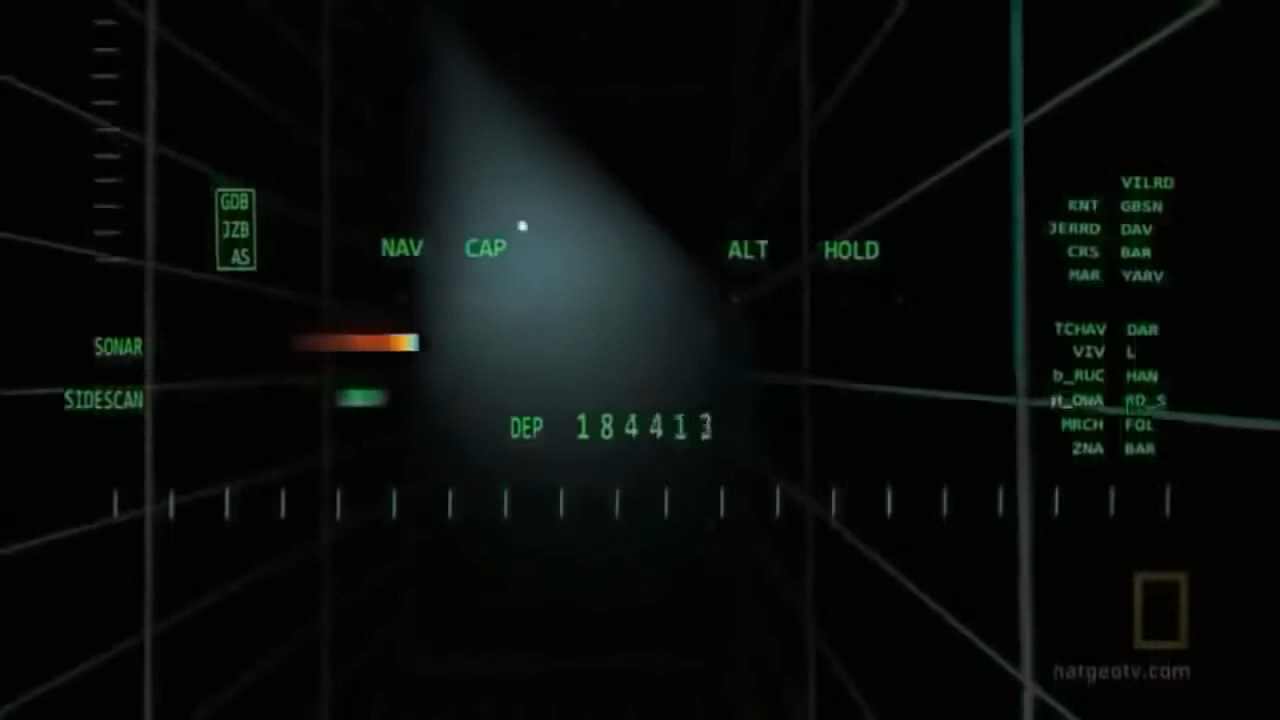 GDB
JZB
AS
NAV CAP ALT HOLD
SONAR
SIDESCAN
DEP 184413
VILRD
KNT GBSN
JERRD DAV
CRS BAR
MAR YARV
TCHAV DAR
VIV L
b_RUC HAN
RD_S
MRCH FOL
ZNA BAR
natgeotv.com